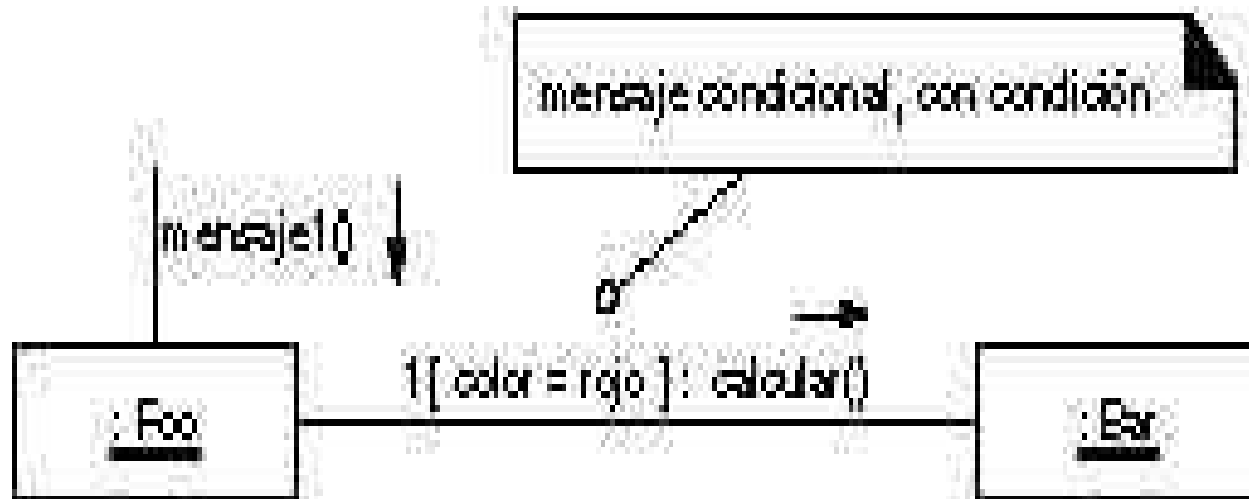 mensaje condicional, con condición
mensaje1()
1 [ color = rojo ] : calcular()
: Foo
: Bar